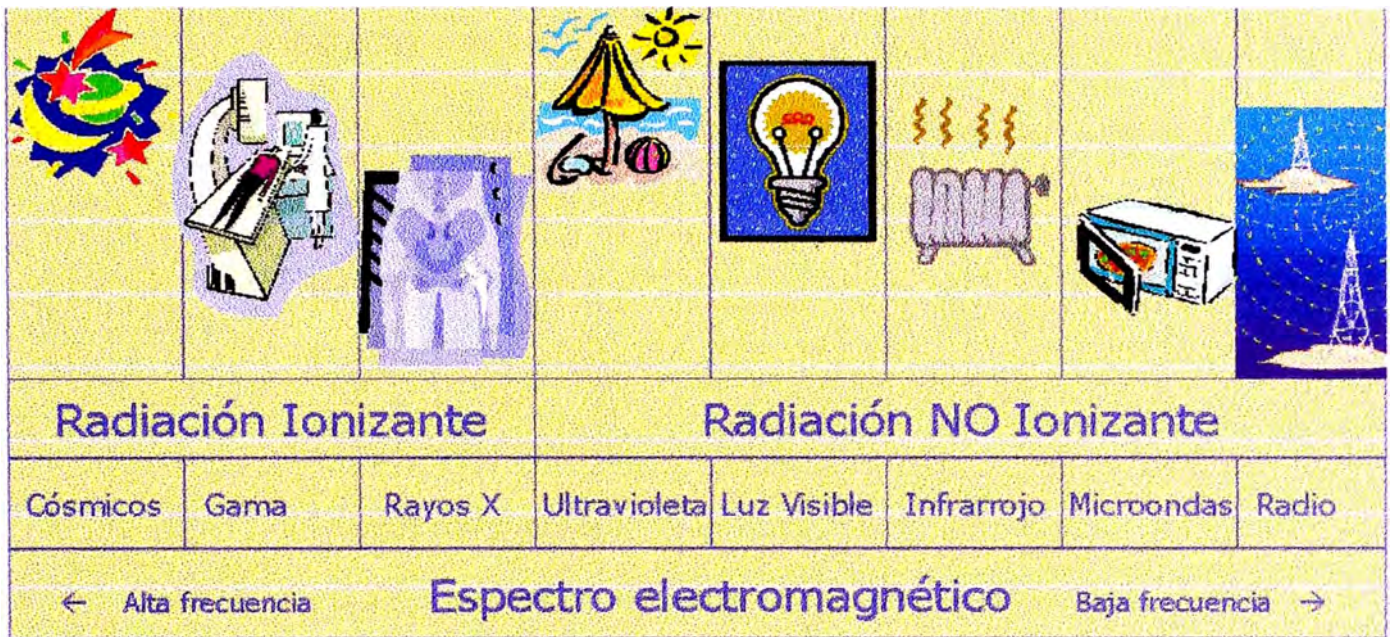 Radiación Ionizante
Radiación NO Ionizante
Cósmicos
Gama
Rayos X
Ultravioleta
Luz Visible
Infrarrojo
Microondas
Radio
← Alta frecuencia
Espectro electromagnético
Baja frecuencia →